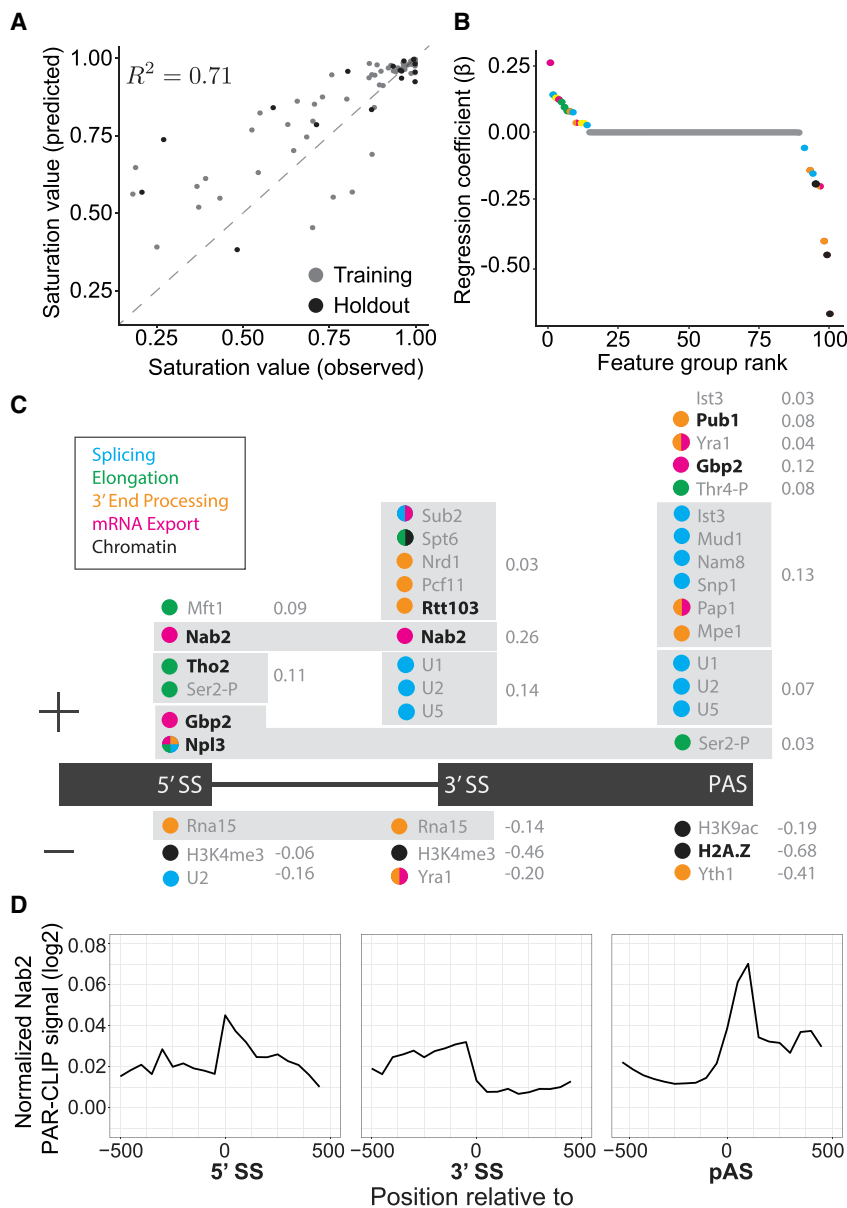 A
Saturation value (predicted)
1.00
0.75
0.50
0.25
R² = 0.71
Training
Holdout
0.25
0.50
0.75
1.00
Saturation value (observed)
B
Regression coefficient (β)
0.25
0.00
-0.25
-0.50
0
25
50
75
100
Feature group rank
C
Splicing
Elongation
3' End Processing
mRNA Export
Chromatin
Mft1 0.09
Nab2
Tho2
Ser2-P
0.11
Gbp2
Npl3
Sub2
Spt6
Nrd1
Pcf11
Rtt103
0.03
Nab2 0.26
U1
U2
U5
0.14
Ist3 0.03
Pub1 0.08
Yra1 0.04
Gbp2 0.12
Thr4-P 0.08
Ist3
Mud1
Nam8
Snp1
Pap1
Mpe1
0.13
U1
U2
U5
0.07
Ser2-P 0.03
+
5' SS 3' SS PAS
−
Rna15
H3K4me3 -0.06
U2 -0.16
Rna15 -0.14
H3K4me3 -0.46
Yra1 -0.20
H3K9ac -0.19
H2A.Z -0.68
Yth1 -0.41
D
Normalized Nab2
PAR-CLIP signal (log2)
0.08
0.06
0.04
0.02
0.00
−500 0 500
5' SS
−500 0 500
3' SS
−500 0 500
pAS
Position relative to